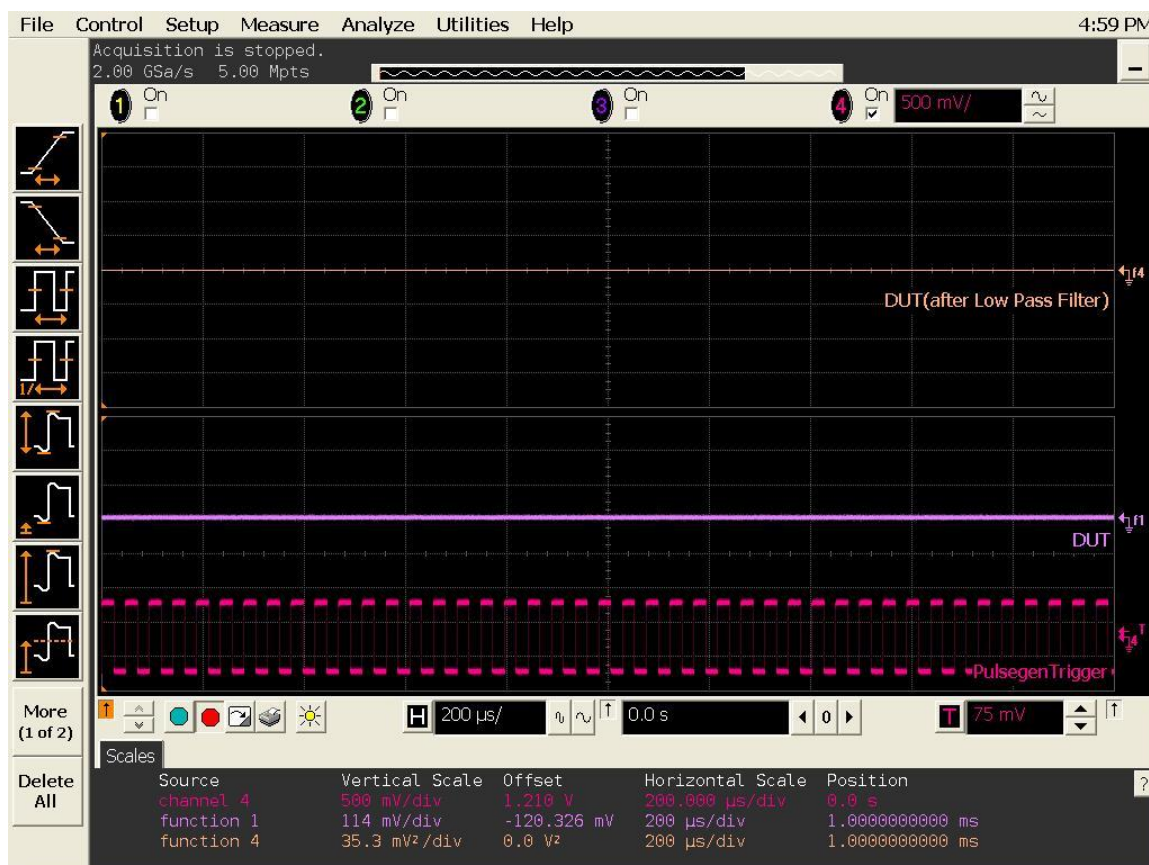 File Control Setup Measure Analyze Utilities Help 4:59 PM
Acquisition is stopped.
2.00 GSa/s 5.00 Mpts
1 On 2 On 3 On 4 On 500 mV/
f4
DUT(after Low Pass Filter)
1/
f1
DUT
T
4
PulsegenTrigger
More
(1 of 2)
H 200 µs/ 0.0 s 0 T 75 mV
Scales
Delete
All
Source Vertical Scale Offset Horizontal Scale Position ?
channel 4 500 mV/div 1.210 V 200.000 µs/div 0.0 s
function 1 114 mV/div -120.326 mV 200 µs/div 1.0000000000 ms
function 4 35.3 mV²/div 0.0 V² 200 µs/div 1.0000000000 ms